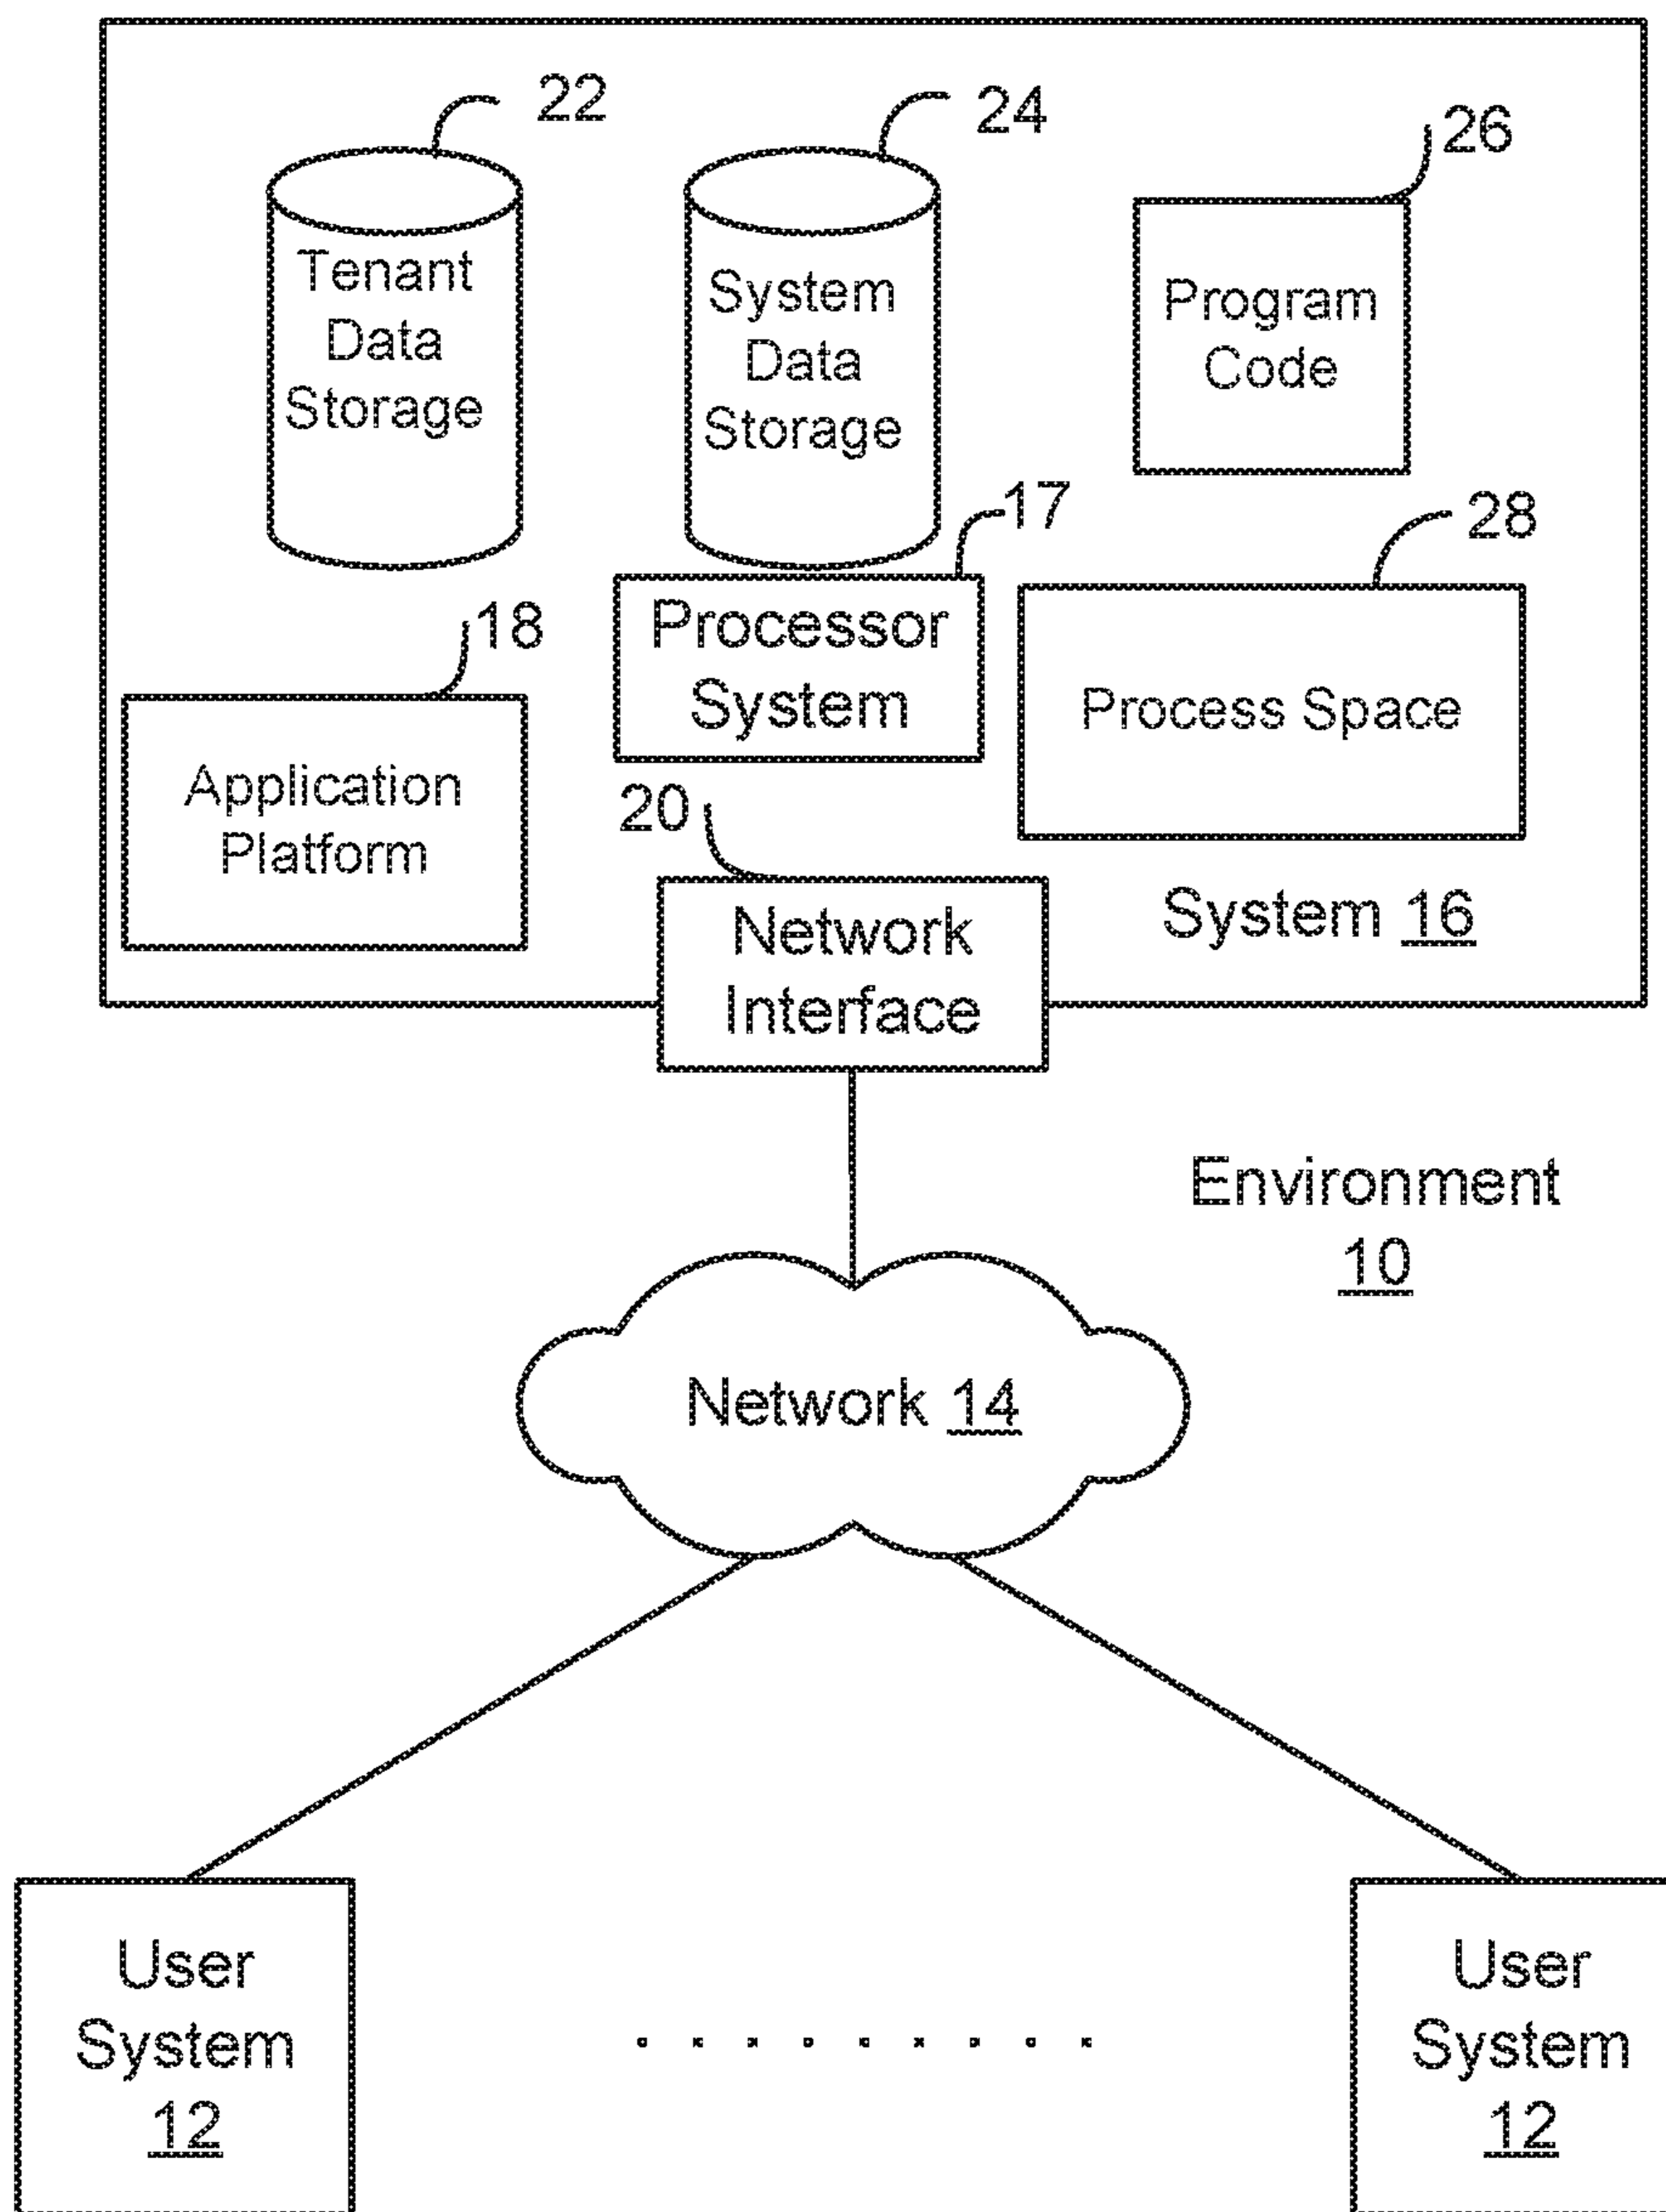 22
24
26
Tenant
Data
Storage
System
Data
Storage
Program
Code
17
28
18
Processor
System
Process Space
Application
Platform
20
Network
Interface
System 16
Environment
10
Network 14
User
System
12
User
System
12